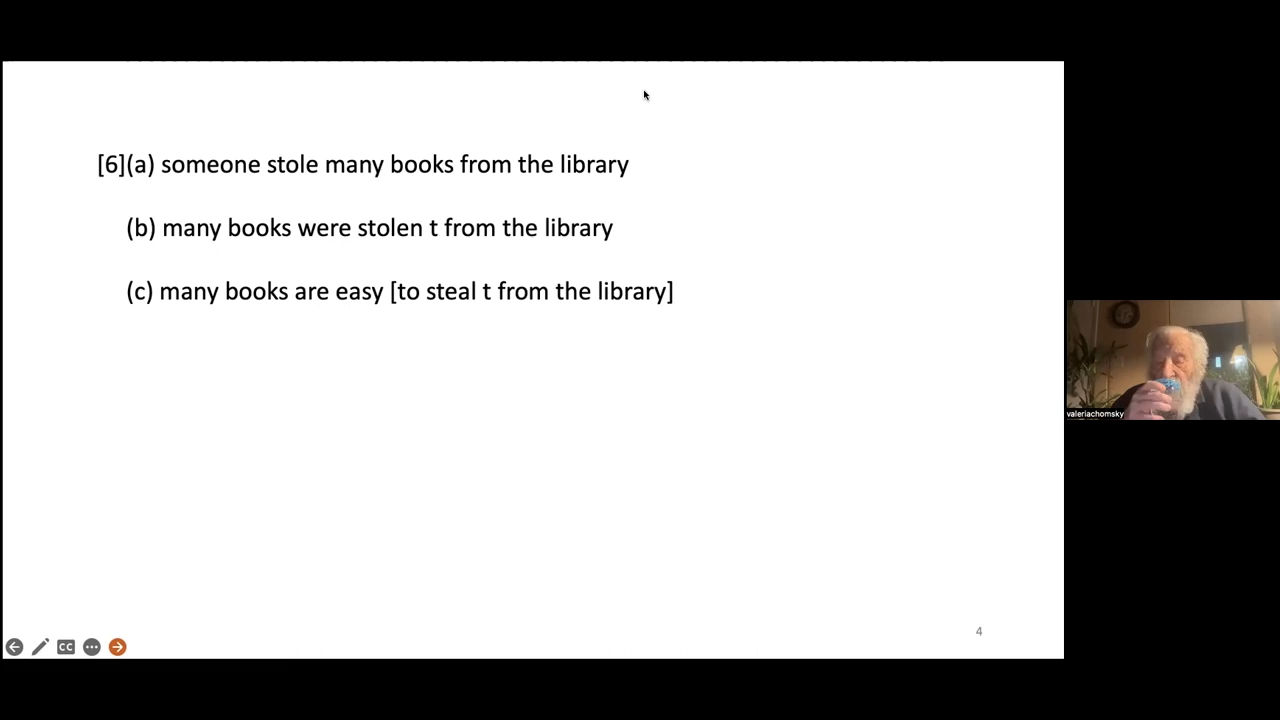 [6](a) someone stole many books from the library
(b) many books were stolen t from the library
(c) many books are easy [to steal t from the library]
valeriachomsky
4
CC